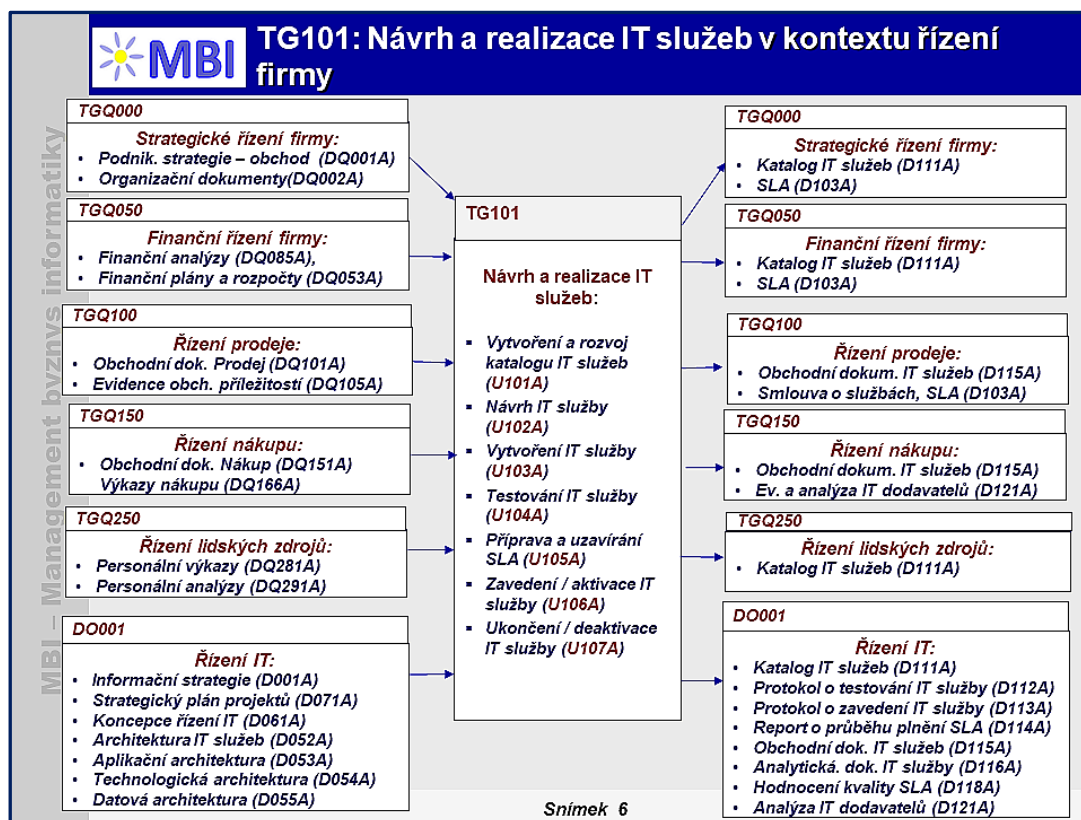 MBI
TG101: Návrh a realizace IT služeb v kontextu řízení
firmy
MBI – Management byznys informatiky
TGQ000
Strategické řízení firmy:
• Podnik. strategie – obchod (DQ001A)
• Organizační dokumenty(DQ002A)
TGQ050
Finanční řízení firmy:
• Finanční analýzy (DQ085A),
• Finanční plány a rozpočty (DQ053A)
TGQ100
Řízení prodeje:
• Obchodní dok. Prodej (DQ101A)
• Evidence obch. příležitostí (DQ105A)
TGQ150
Řízení nákupu:
• Obchodní dok. Nákup (DQ151A)
Výkazy nákupu (DQ166A)
TGQ250
Řízení lidských zdrojů:
• Personální výkazy (DQ281A)
• Personální analýzy (DQ291A)
DO001
Řízení IT:
• Informační strategie (D001A)
• Strategický plán projektů (D071A)
• Koncepce řízení IT (D061A)
• Architektura IT služeb (D052A)
• Aplikační architektura (D053A)
• Technologická architektura (D054A)
• Datová architektura (D055A)
TG101
Návrh a realizace IT
služeb:
▪ Vytvoření a rozvoj
katalogu IT služeb
(U101A)
▪ Návrh IT služby
(U102A)
▪ Vytvoření IT služby
(U103A)
▪ Testování IT služby
(U104A)
▪ Příprava a uzavírání
SLA (U105A)
▪ Zavedení / aktivace IT
služby (U106A)
▪ Ukončení / deaktivace
IT služby (U107A)
TGQ000
Strategické řízení firmy:
• Katalog IT služeb (D111A)
• SLA (D103A)
TGQ050
Finanční řízení firmy:
• Katalog IT služeb (D111A)
• SLA (D103A)
TGQ100
Řízení prodeje:
• Obchodní dokum. IT služeb (D115A)
• Smlouva o službách, SLA (D103A)
TGQ150
Řízení nákupu:
• Obchodní dokum. IT služeb (D115A)
• Ev. a analýza IT dodavatelů (D121A)
TGQ250
Řízení lidských zdrojů:
• Katalog IT služeb (D111A)
DO001
Řízení IT:
• Katalog IT služeb (D111A)
• Protokol o testování IT služby (D112A)
• Protokol o zavedení IT služby (D113A)
• Report o průběhu plnění SLA (D114A)
• Obchodní dok. IT služeb (D115A)
• Analytická. dok. IT služby (D116A)
• Hodnocení kvality SLA (D118A)
• Analýza IT dodavatelů (D121A)
Snímek 6